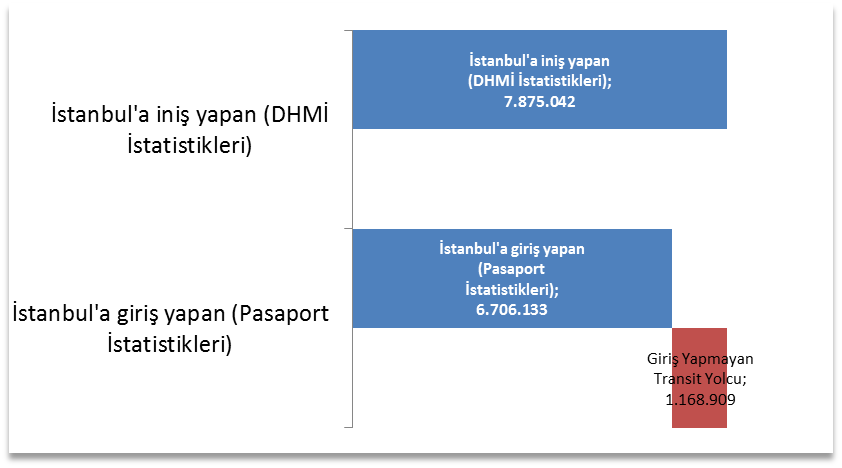 İstanbul'a iniş yapan (DHMİ
İstatistikleri)
İstanbul'a iniş yapan
(DHMİ İstatistikleri);
7.875.042
İstanbul'a giriş yapan (Pasaport
İstatistikleri)
İstanbul'a giriş yapan
(Pasaport
İstatistikleri);
6.706.133
Giriş Yapmayan
Transit Yolcu;
1.168.909